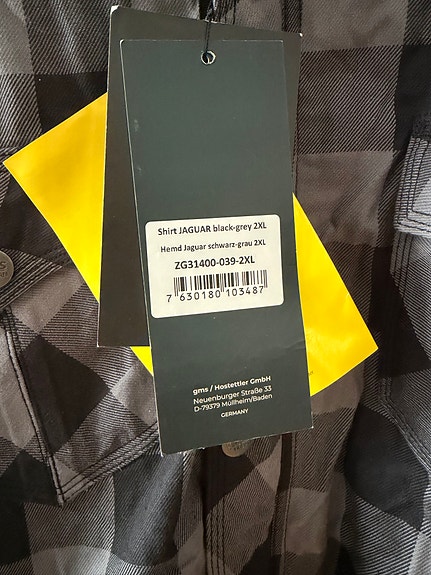 Shirt JAGUAR black-grey 2XL
Hemd Jaguar schwarz-grau 2XL
ZG31400-039-2XL
7 630180 103487
gms / Hostettler GmbH
Neuenburger Straße 33
D-79379 Müllheim/Baden
GERMANY